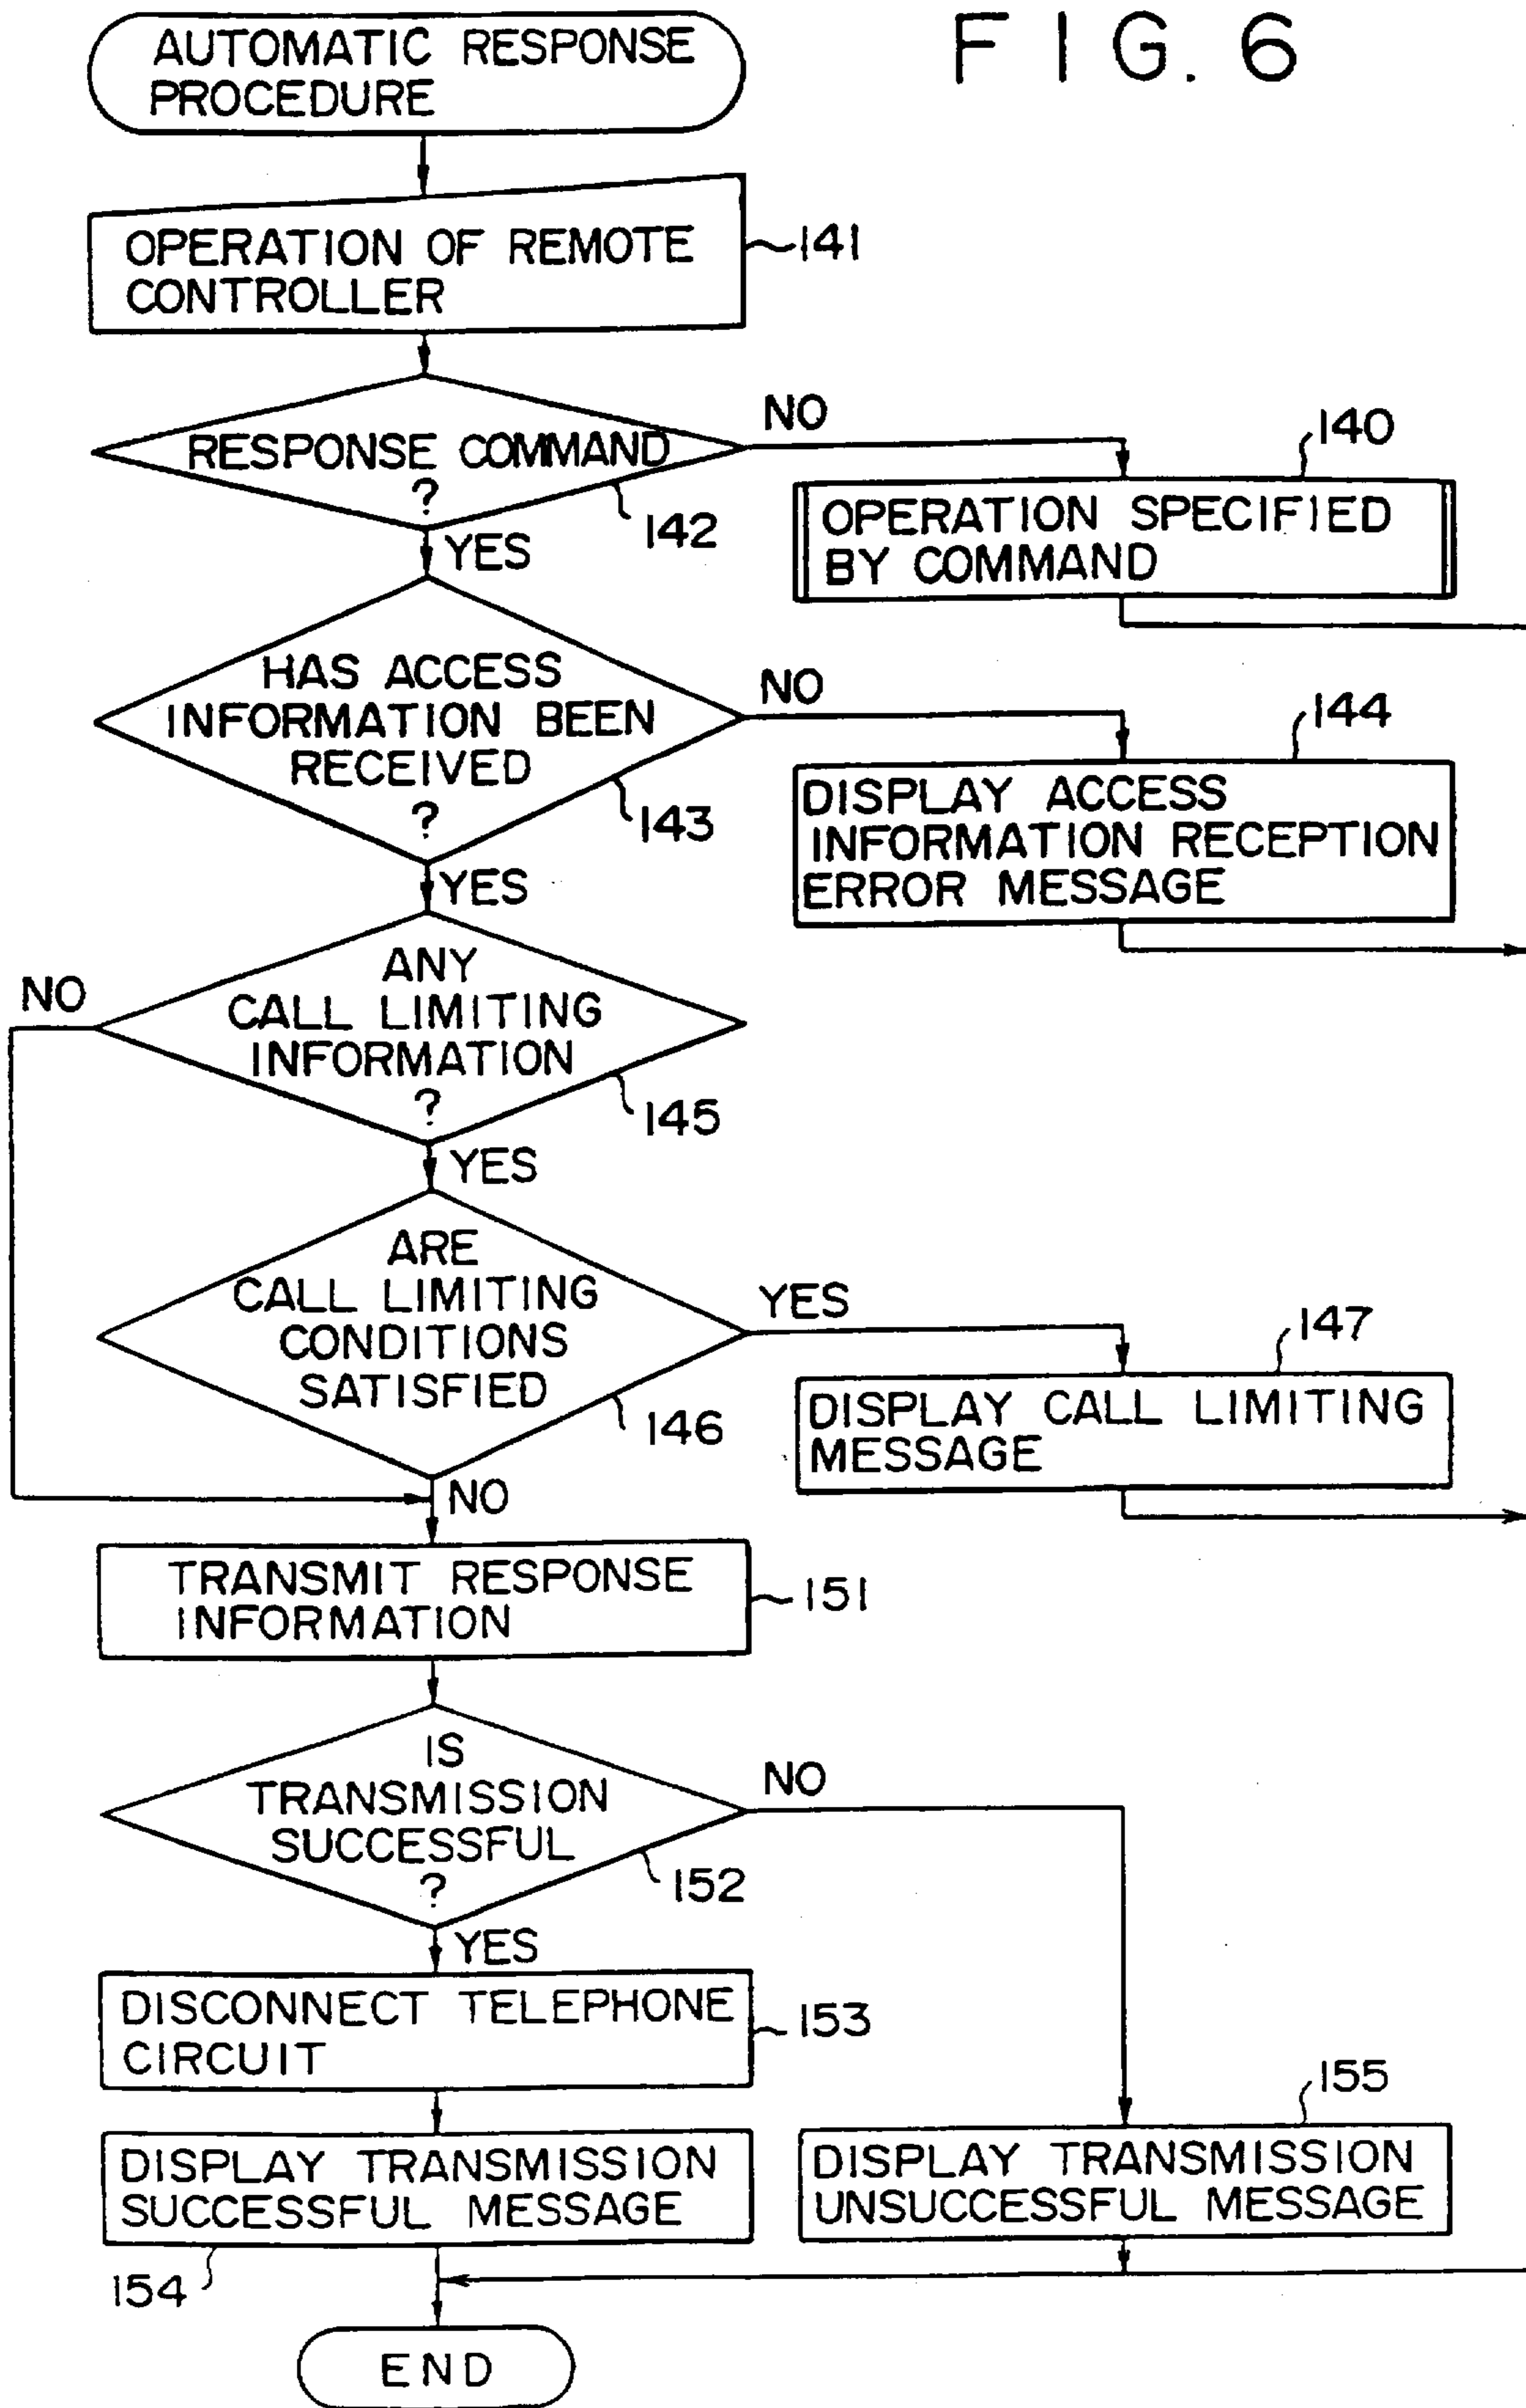 FIG. 6
AUTOMATIC RESPONSE
PROCEDURE
OPERATION OF REMOTE
CONTROLLER
141
RESPONSE COMMAND
?
142
NO
YES
140
OPERATION SPECIFIED
BY COMMAND
HAS ACCESS
INFORMATION BEEN
RECEIVED
?
143
NO
YES
144
DISPLAY ACCESS
INFORMATION RECEPTION
ERROR MESSAGE
ANY
CALL LIMITING
INFORMATION
?
145
NO
YES
ARE
CALL LIMITING
CONDITIONS
SATISFIED
146
YES
NO
147
DISPLAY CALL LIMITING
MESSAGE
TRANSMIT RESPONSE
INFORMATION
151
IS
TRANSMISSION
SUCCESSFUL
?
152
NO
YES
DISCONNECT TELEPHONE
CIRCUIT
153
DISPLAY TRANSMISSION
SUCCESSFUL MESSAGE
154
155
DISPLAY TRANSMISSION
UNSUCCESSFUL MESSAGE
END